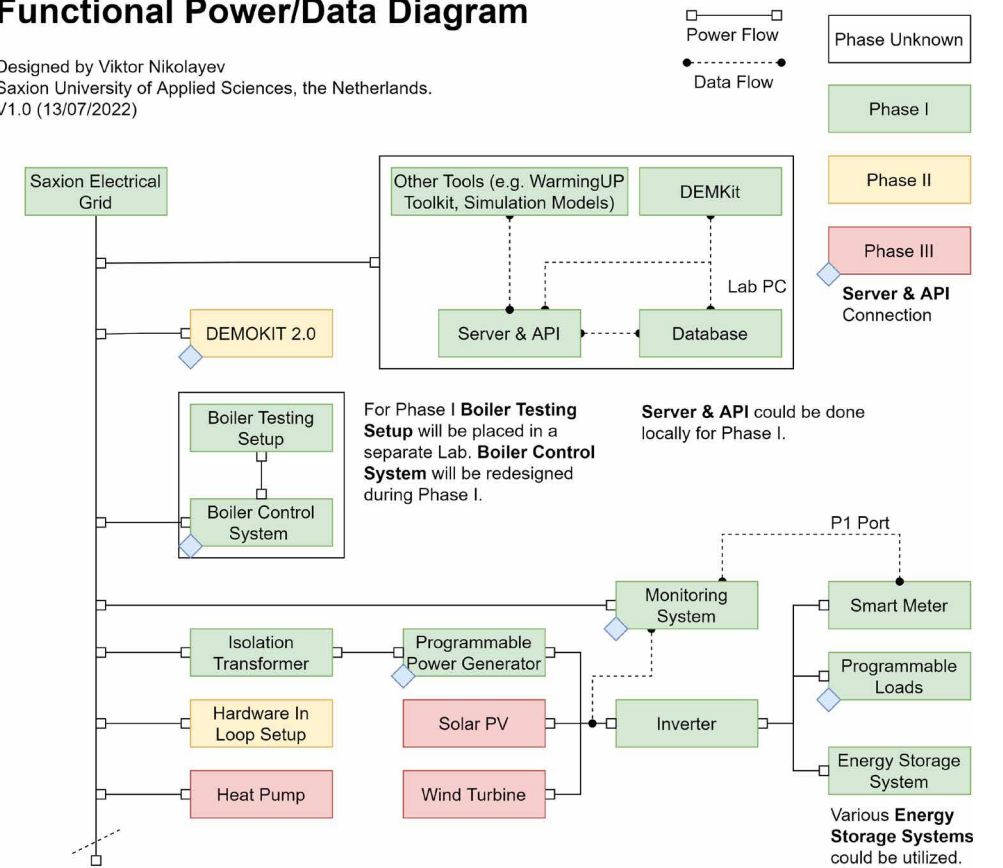 Functional Power/Data Diagram
Designed by Viktor Nikolayev
Saxion University of Applied Sciences, the Netherlands.
V1.0 (13/07/2022)
Power Flow
Data Flow
Phase Unknown
Phase I
Phase II
Phase III
Server & API
Connection
Saxion Electrical
Grid
Other Tools (e.g. WarmingUP
Toolkit, Simulation Models)
DEMKit
Lab PC
Server & API
Database
DEMOKIT 2.0
Boiler Testing
Setup
Boiler Control
System
For Phase I Boiler Testing
Setup will be placed in a
separate Lab. Boiler Control
System will be redesigned
during Phase I.
Server & API could be done
locally for Phase I.
P1 Port
Monitoring
System
Smart Meter
Isolation
Transformer
Programmable
Power Generator
Programmable
Loads
Hardware In
Loop Setup
Solar PV
Inverter
Heat Pump
Wind Turbine
Energy Storage
System
Various Energy
Storage Systems
could be utilized.